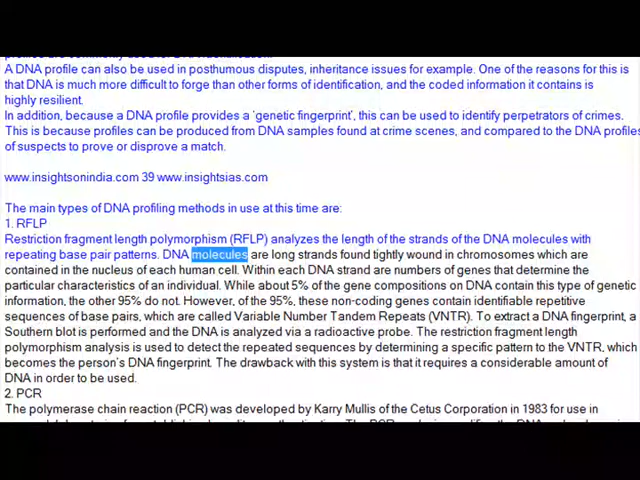 A DNA profile can also be used in posthumous disputes, inheritance issues for example. One of the reasons for this is
that DNA is much more difficult to forge than other forms of identification, and the coded information it contains is
highly resilient.
In addition, because a DNA profile provides a 'genetic fingerprint', this can be used to identify perpetrators of crimes.
This is because profiles can be produced from DNA samples found at crime scenes, and compared to the DNA profiles
of suspects to prove or disprove a match.
www.insightsonindia.com 39 www.insightsias.com
The main types of DNA profiling methods in use at this time are:
1. RFLP
Restriction fragment length polymorphism (RFLP) analyzes the length of the strands of the DNA molecules with
repeating base pair patterns. DNA molecules are long strands found tightly wound in chromosomes which are
contained in the nucleus of each human cell. Within each DNA strand are numbers of genes that determine the
particular characteristics of an individual. While about 5% of the gene compositions on DNA contain this type of genetic
information, the other 95% do not. However, of the 95%, these non-coding genes contain identifiable repetitive
sequences of base pairs, which are called Variable Number Tandem Repeats (VNTR). To extract a DNA fingerprint, a
Southern blot is performed and the DNA is analyzed via a radioactive probe. The restriction fragment length
polymorphism analysis is used to detect the repeated sequences by determining a specific pattern to the VNTR, which
becomes the person's DNA fingerprint. The drawback with this system is that it requires a considerable amount of
DNA in order to be used.
2. PCR
The polymerase chain reaction (PCR) was developed by Karry Mullis of the Cetus Corporation in 1983 for use in